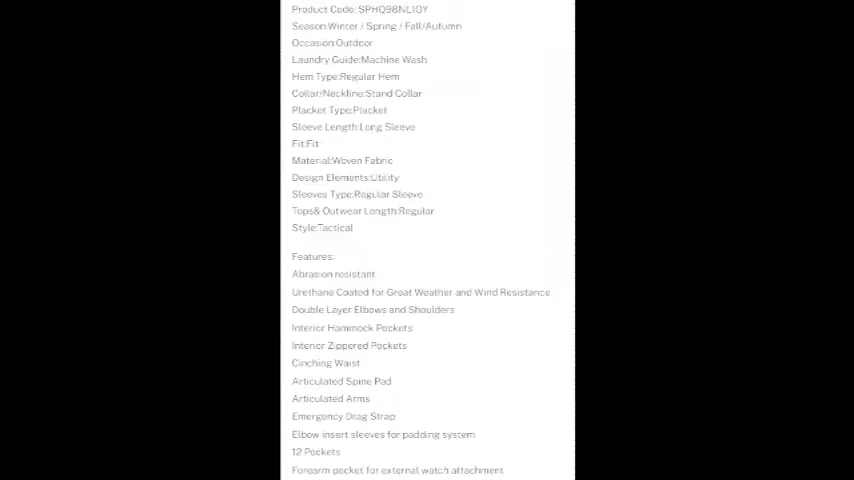 Product Code: SPHQ98NL10Y
Season:Winter / Spring / Fall/Autumn
Occasion:Outdoor
Laundry Guide:Machine Wash
Hem Type:Regular Hem
Collar/Neckline:Stand Collar
Placket Type:Placket
Sleeve Length:Long Sleeve
Fit:Fit
Material:Woven Fabric
Design Elements:Utility
Sleeves Type:Regular Sleeve
Tops& Outwear Length:Regular
Style:Tactical
Features:
Abrasion resistant
Urethane Coated for Great Weather and Wind Resistance
Double Layer Elbows and Shoulders
Interior Hammock Pockets
Interior Zippered Pockets
Cinching Waist
Articulated Spine Pad
Articulated Arms
Emergency Drag Strap
Elbow insert sleeves for padding system
12 Pockets
Forearm pocket for external watch attachment